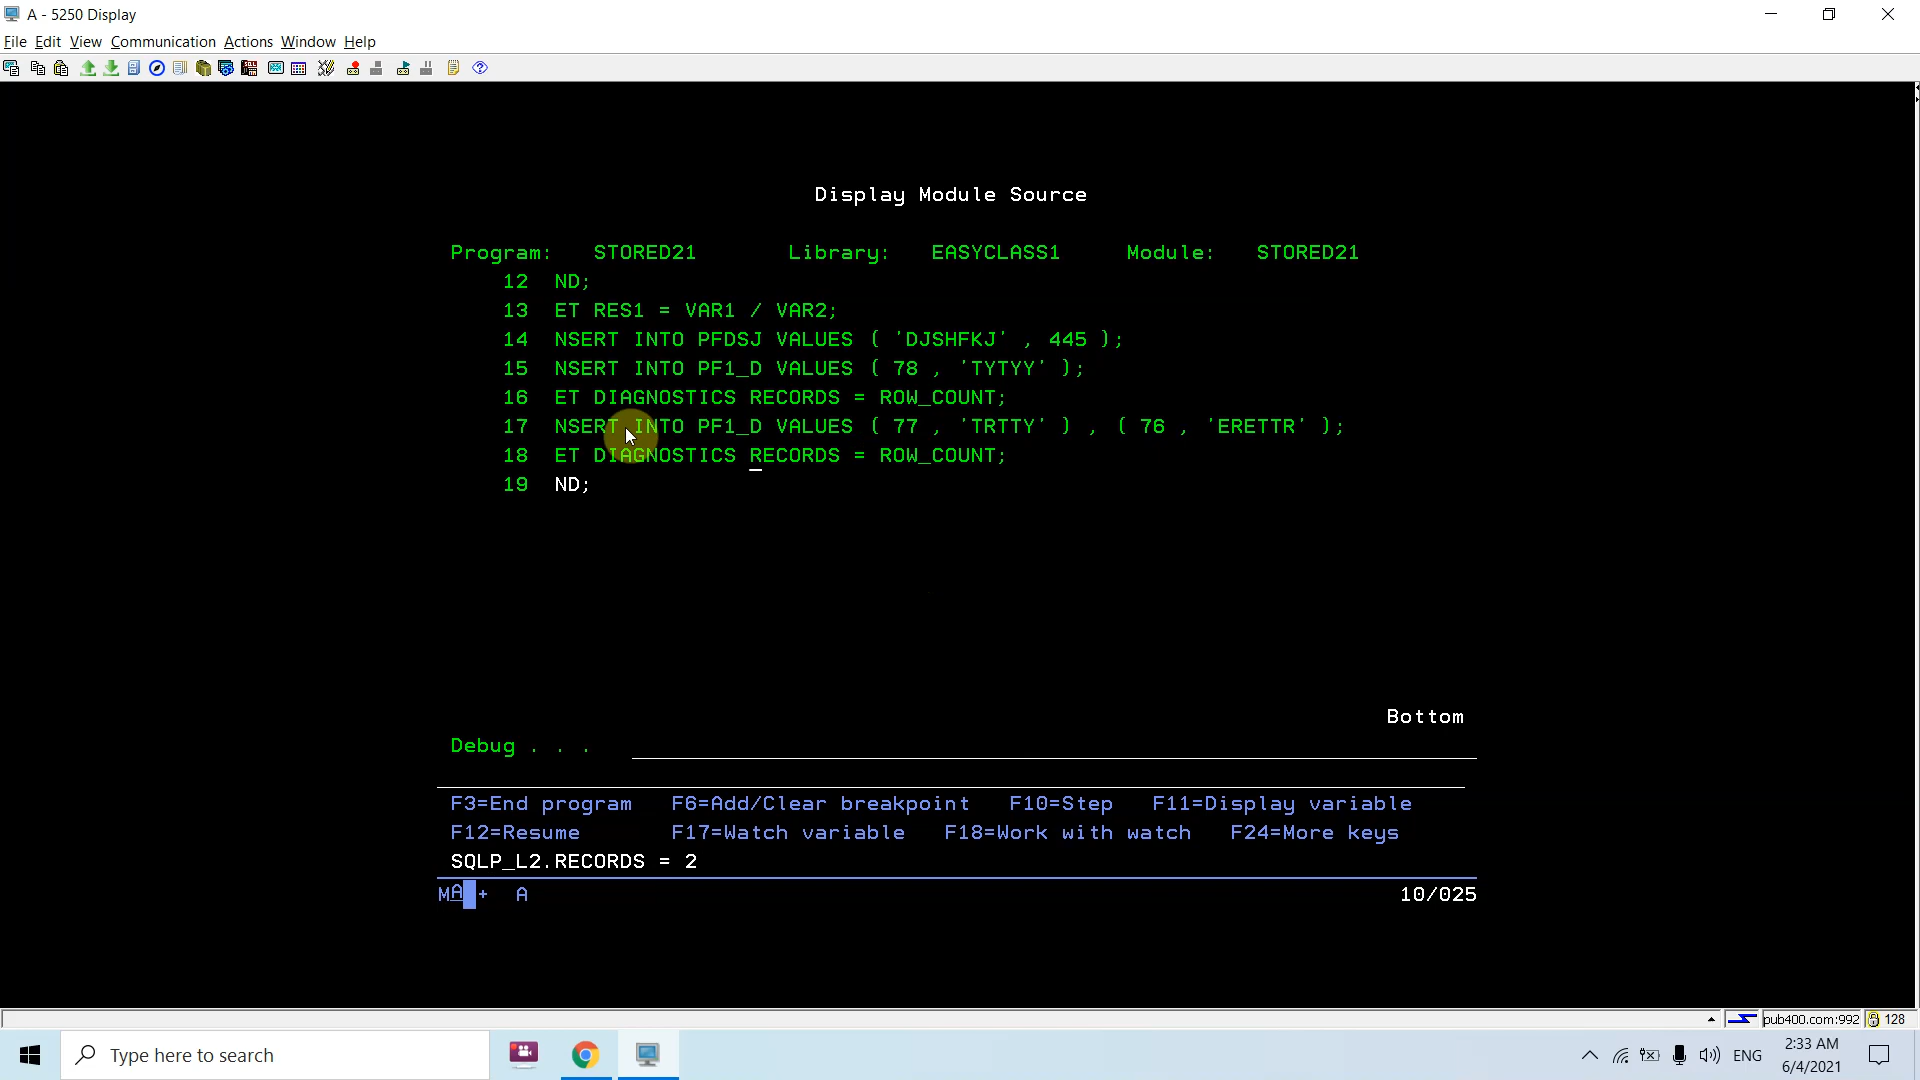 A - 5250 Display
File Edit View Communication Actions Window Help
Display Module Source
Program: STORED21 Library: EASYCLASS1 Module: STORED21
12 ND;
13 ET RES1 = VAR1 / VAR2;
14 NSERT INTO PFDSJ VALUES ( 'DJSHFKJ' , 445 );
15 NSERT INTO PF1_D VALUES ( 78 , 'TYTYY' );
16 ET DIAGNOSTICS RECORDS = ROW_COUNT;
17 NSERT INTO PF1_D VALUES ( 77 , 'TRTTY' ) , ( 76 , 'ERETTR' );
18 ET DIAGNOSTICS RECORDS = ROW_COUNT;
19 ND;
Bottom
Debug . . .
F3=End program F6=Add/Clear breakpoint F10=Step F11=Display variable
F12=Resume F17=Watch variable F18=Work with watch F24=More keys
SQLP_L2.RECORDS = 2
MA + A 10/025
pub400.com:992 128
Type here to search
ENG
2:33 AM
6/4/2021